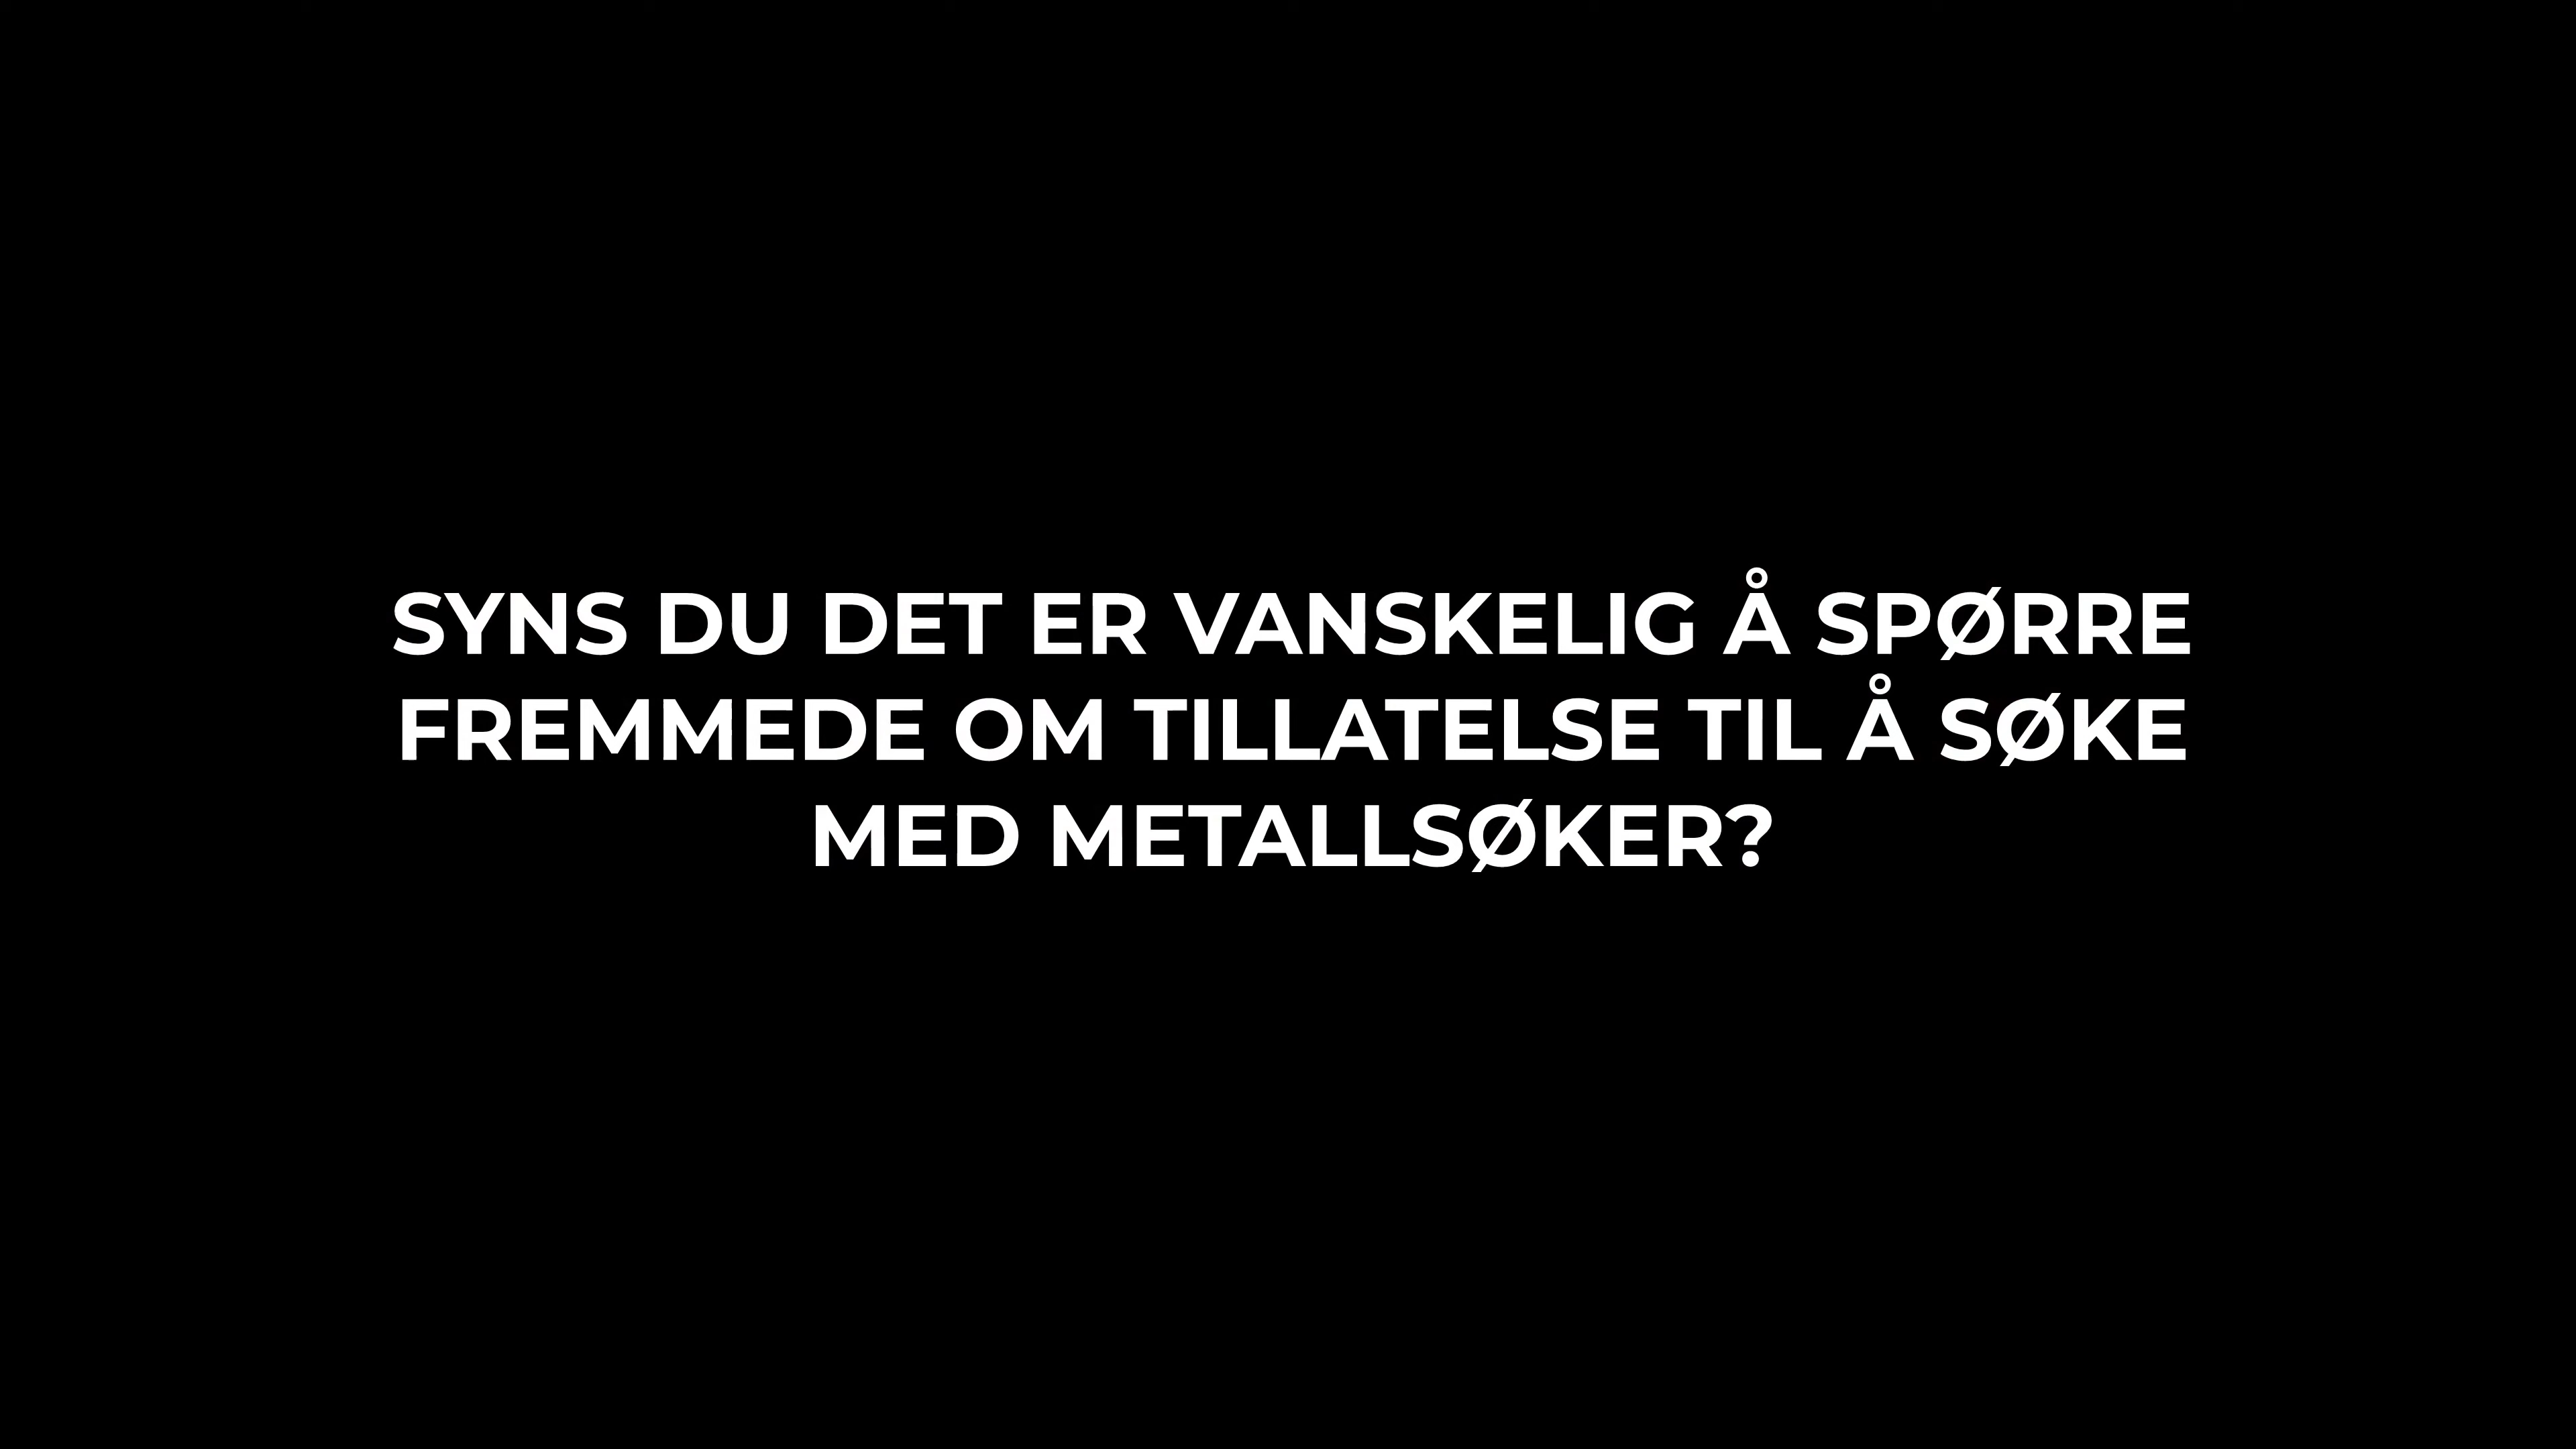 SYNS DU DET ER VANSKELIG Å SPØRRE
FREMMEDE OM TILLATELSE TIL Å SØKE
MED METALLSØKER?